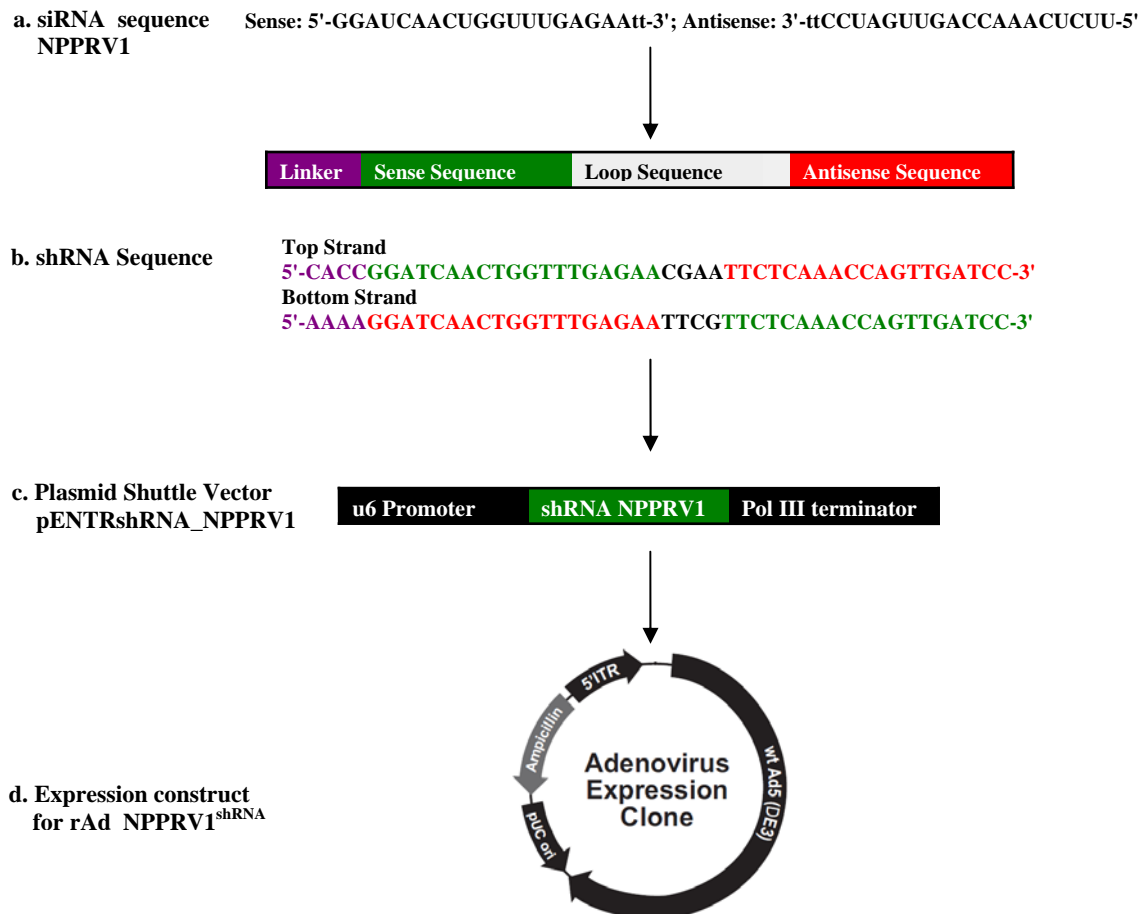 a. siRNA sequence
NPPRV1
Sense: 5'-GGAUCAACUGGUUUGAGAAtt-3'; Antisense: 3'-ttCCUAGUUGACCAAACUCUU-5'
Linker
Sense Sequence
Loop Sequence
Antisense Sequence
b. shRNA Sequence
Top Strand
5'-CACCGGATCAACTGGTTTGAGAACGAATTCTCAAACCAGTTGATCC-3'
Bottom Strand
5'-AAAAGGATCAACTGGTTTGAGAATTCGTTCTCAAACCAGTTGATCC-3'
c. Plasmid Shuttle Vector
pENTRshRNA_NPPRV1
u6 Promoter
shRNA NPPRV1
Pol III terminator
d. Expression construct
for rAd NPPRV1shRNA
5'ITR
Ampicillin
pUC ori
wt Ad5 (DE3)
Adenovirus
Expression
Clone